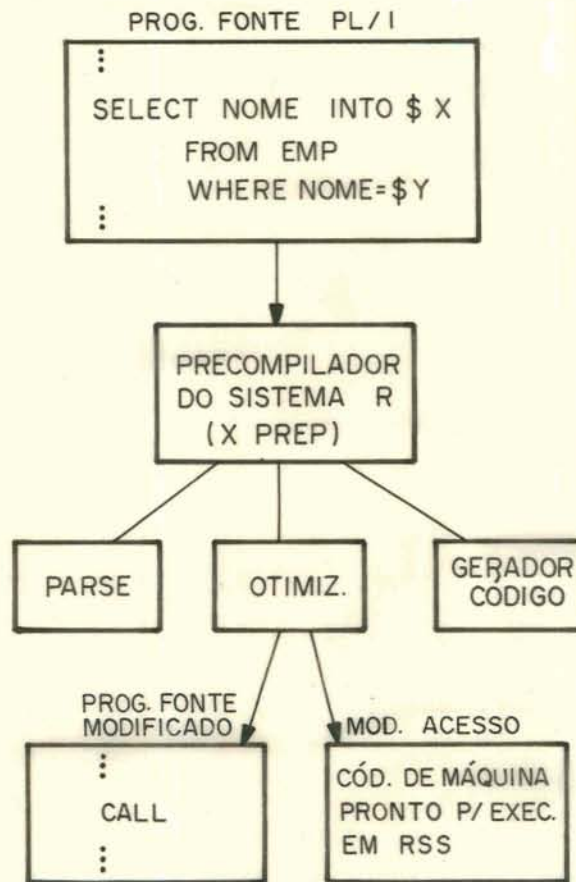 PROG. FONTE PL/I
⋮
SELECT NOME INTO $ X
FROM EMP
WHERE NOME=$Y
⋮
PRECOMPILADOR
DO SISTEMA R
(X PREP)
PARSE
OTIMIZ.
GERADOR
CÓDIGO
PROG. FONTE
MODIFICADO
⋮
CALL
⋮
MOD. ACESSO
CÓD. DE MÁQUINA
PRONTO P/ EXEC.
EM RSS